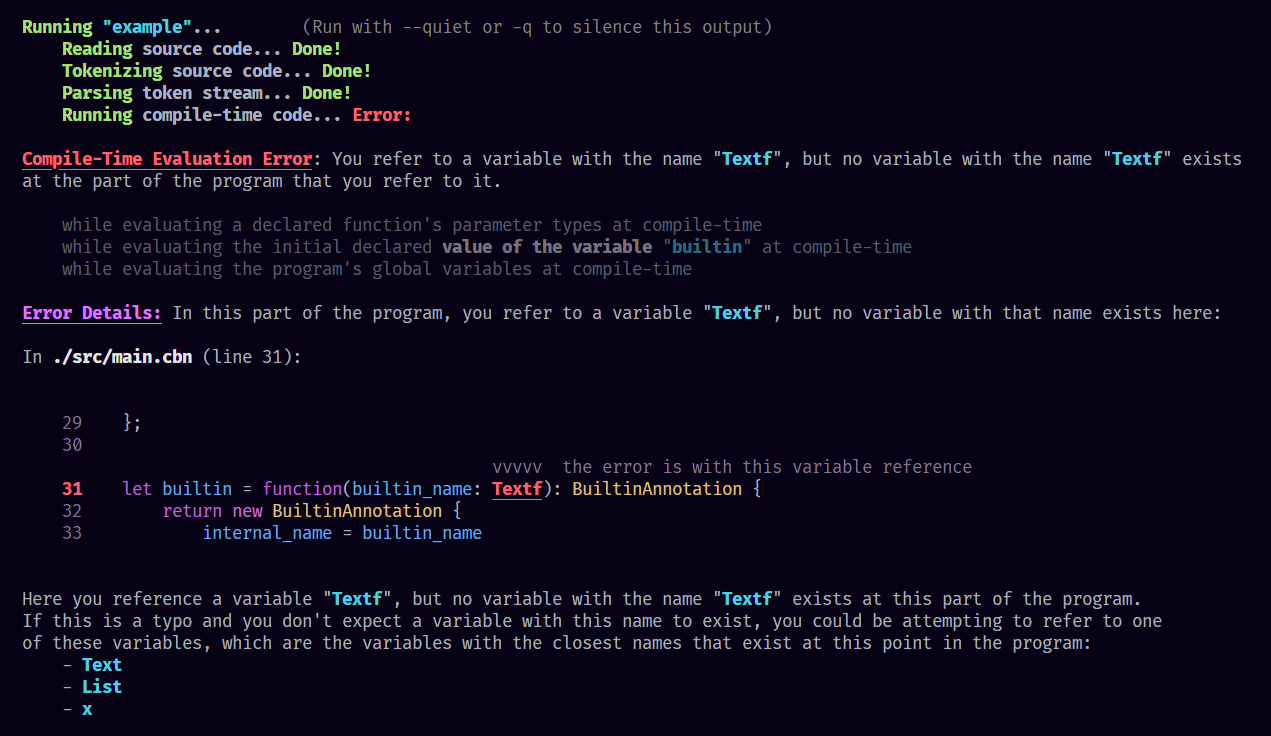 Running "example"... (Run with --quiet or -q to silence this output)
Reading source code... Done!
Tokenizing source code... Done!
Parsing token stream... Done!
Running compile-time code... Error:
Compile-Time Evaluation Error: You refer to a variable with the name "Textf", but no variable with the name "Textf" exists
at the part of the program that you refer to it.
while evaluating a declared function's parameter types at compile-time
while evaluating the initial declared value of the variable "builtin" at compile-time
while evaluating the program's global variables at compile-time
Error Details: In this part of the program, you refer to a variable "Textf", but no variable with that name exists here:
In ./src/main.cbn (line 31):
29 };
30
vvvvv the error is with this variable reference
31 let builtin = function(builtin_name: Textf): BuiltinAnnotation {
32 return new BuiltinAnnotation {
33 internal_name = builtin_name
Here you reference a variable "Textf", but no variable with the name "Textf" exists at this part of the program.
If this is a typo and you don't expect a variable with this name to exist, you could be attempting to refer to one
of these variables, which are the variables with the closest names that exist at this point in the program:
- Text
- List
- x